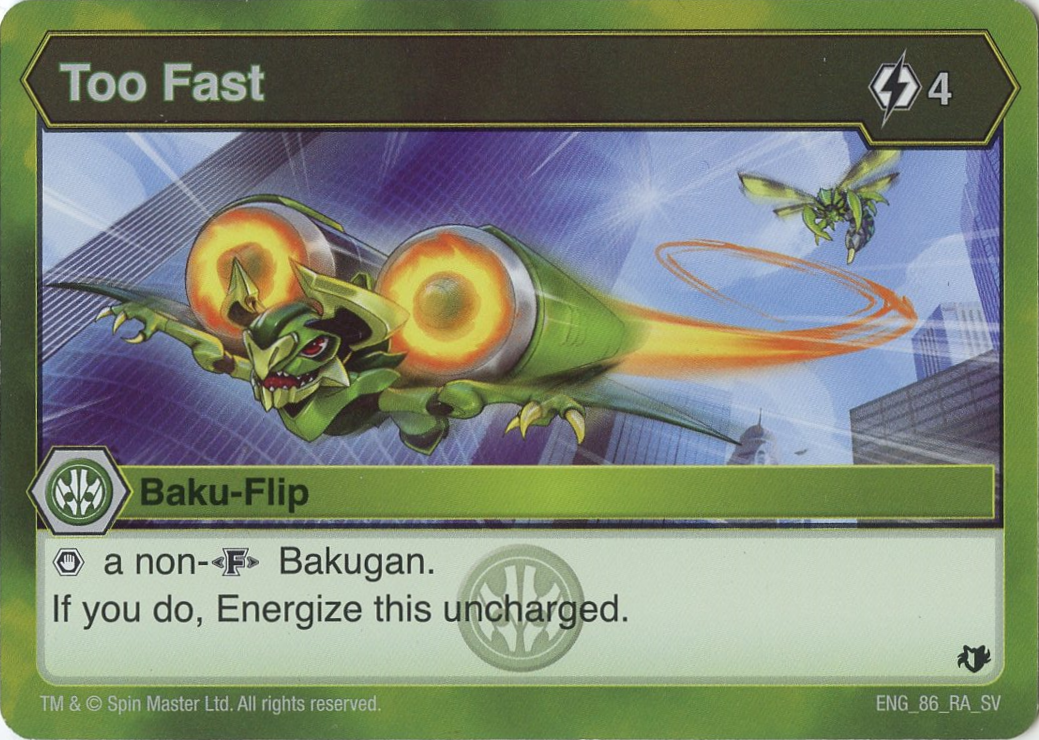 Too Fast
4
Baku-Flip
a non-F Bakugan.
If you do, Energize this uncharged.
TM & © Spin Master Ltd. All rights reserved.
ENG_86_RA_SV